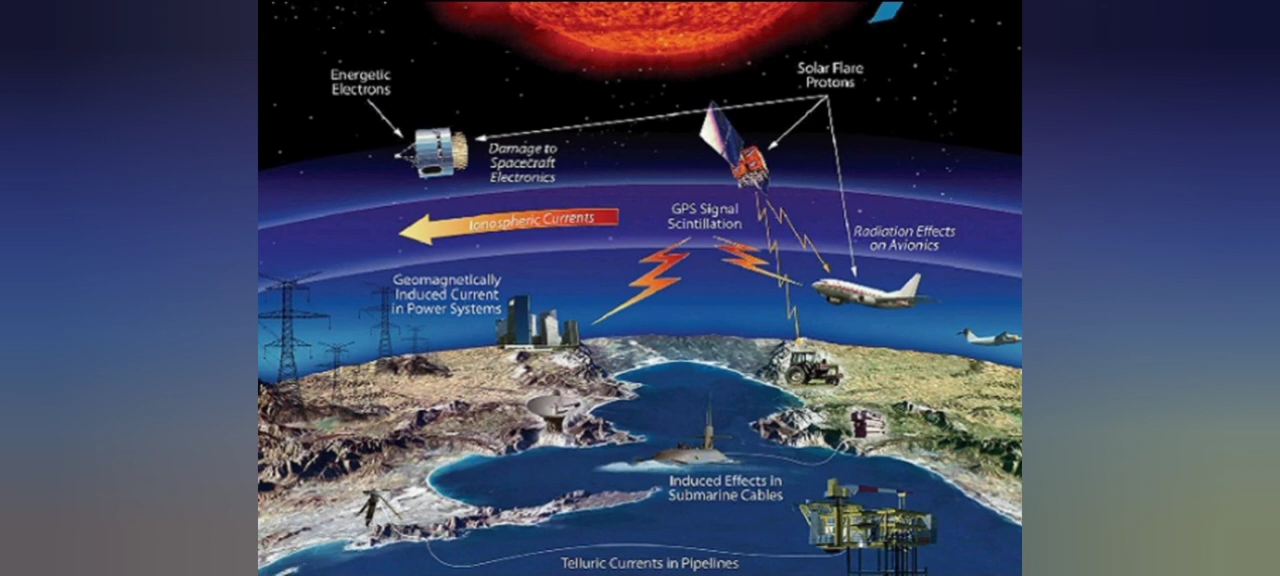 Energetic
Electrons
Solar Flare
Protons
Damage to
Spacecraft
Electronics
GPS Signal
Scintillation
Ionospheric Currents
Radiation Effects
on Avionics
Geomagnetically
Induced Current
in Power Systems
Induced Effects in
Submarine Cables
Telluric Currents in Pipelines